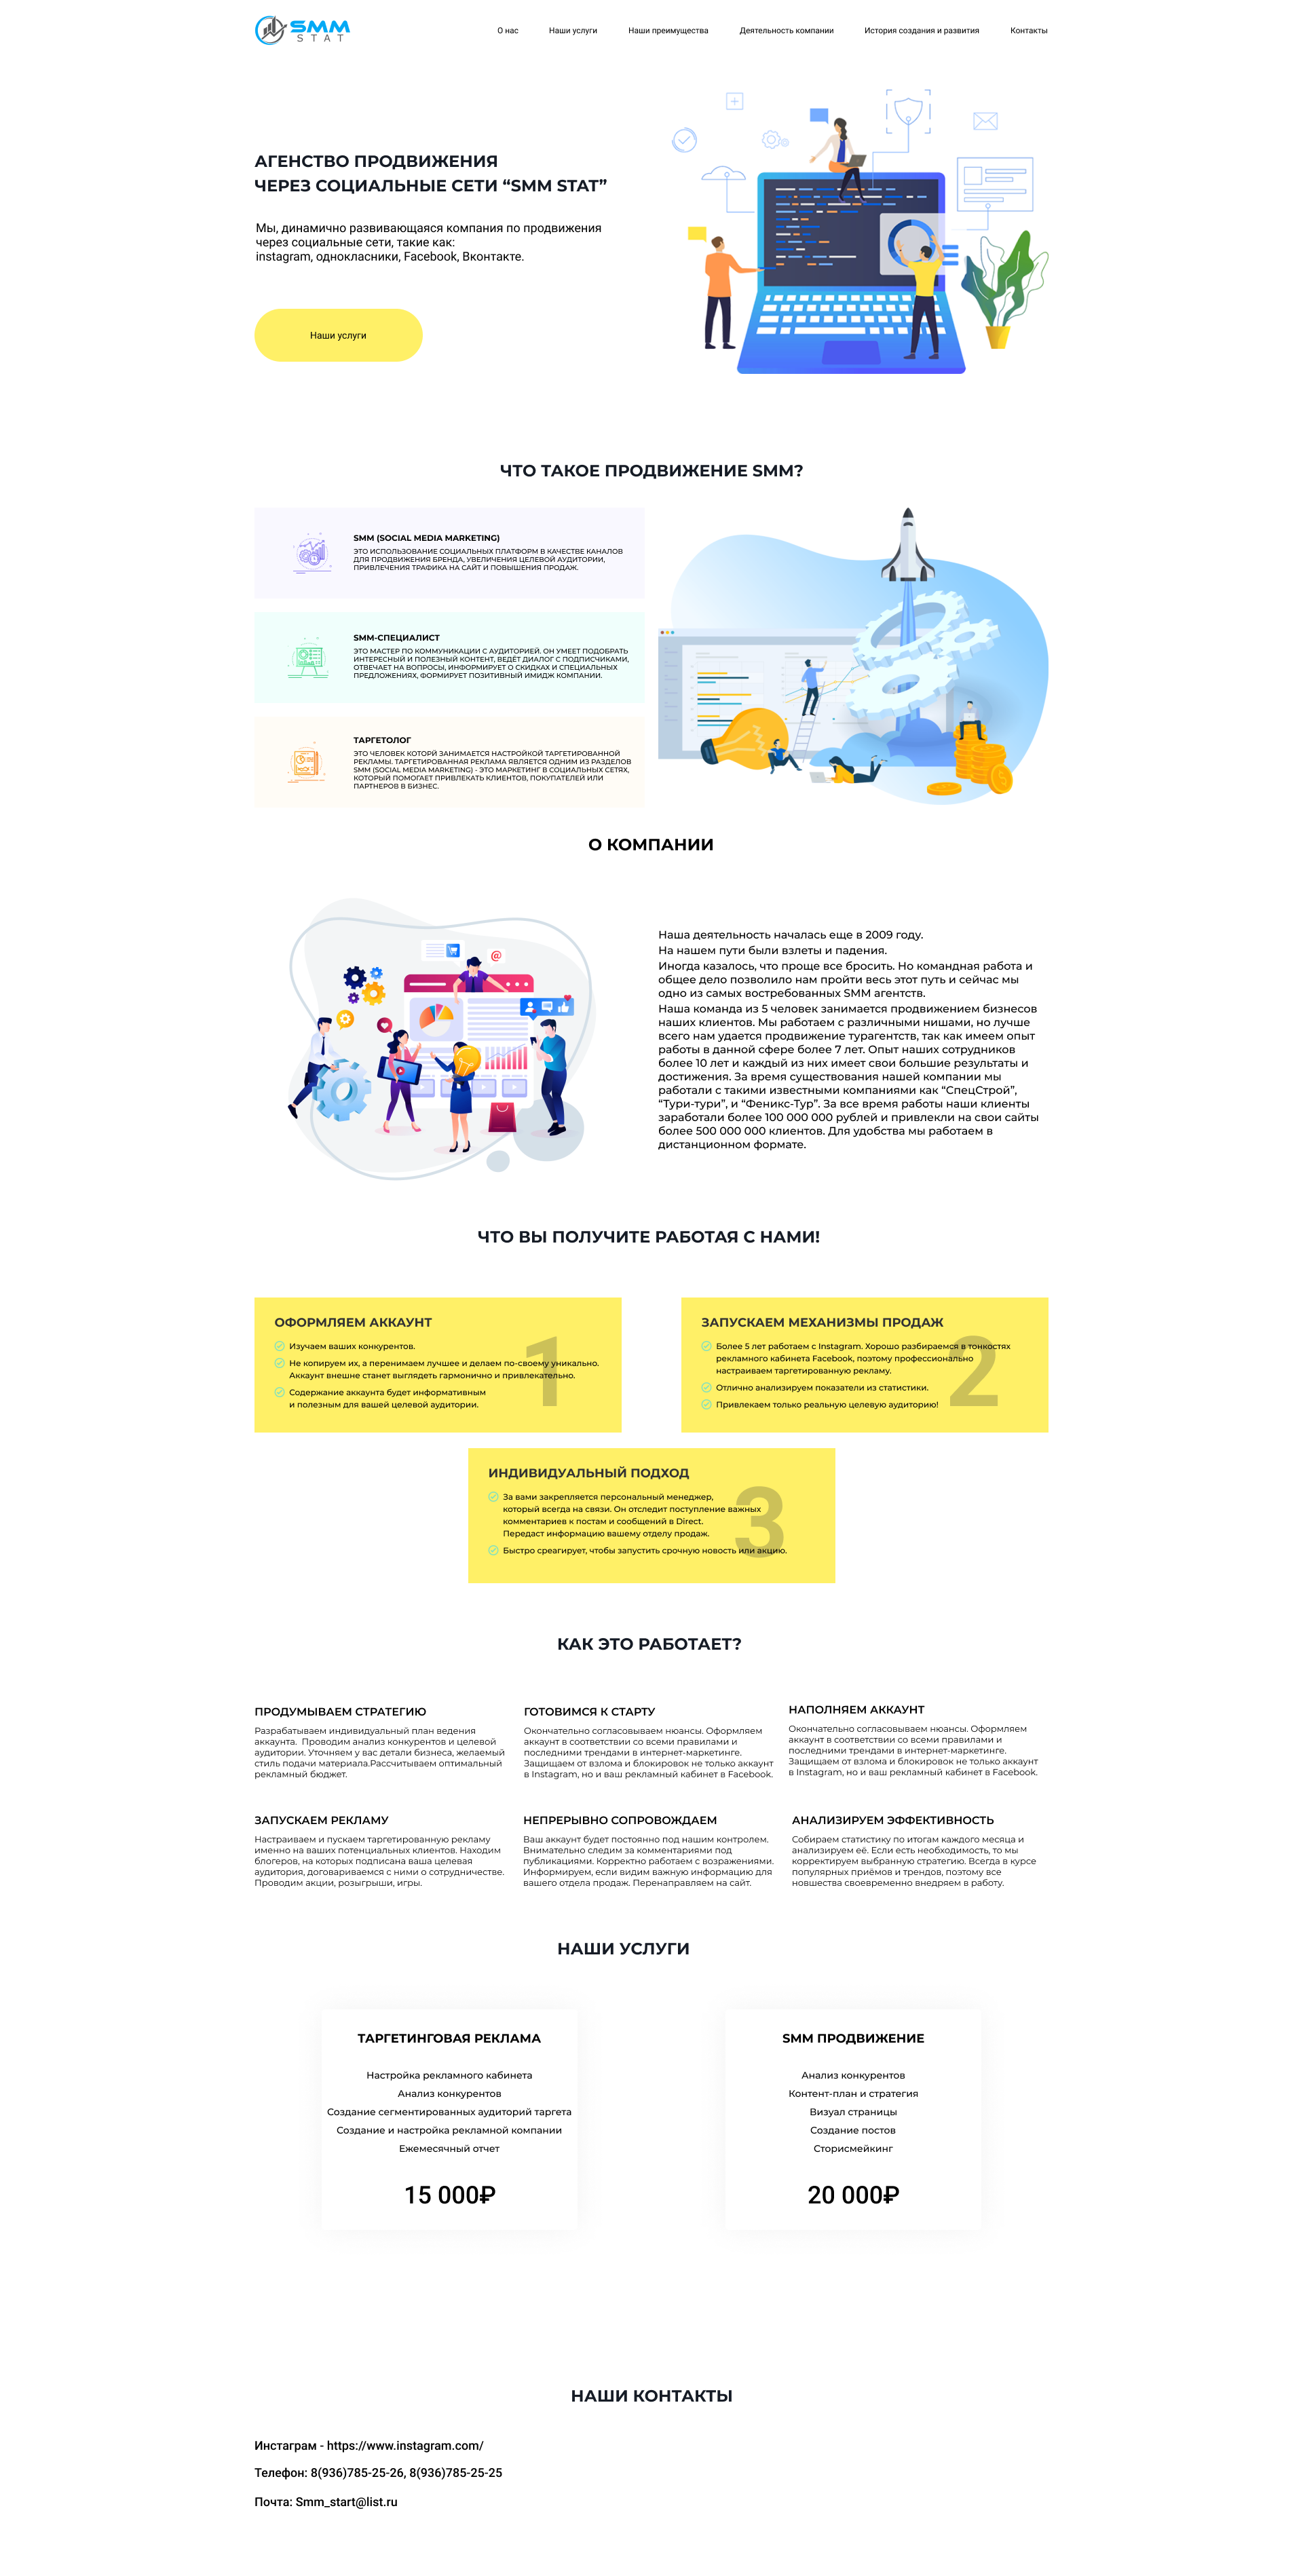 SMM
STAT
О нас
Наши услуги
Наши преимущества
Деятельность компании
История создания и развития
Контакты
АГЕНСТВО ПРОДВИЖЕНИЯ
ЧЕРЕЗ СОЦИАЛЬНЫЕ СЕТИ “SMM STAT”
Мы, динамично развивающаяся компания по продвижения
через социальные сети, такие как:
instagram, однокласники, Facebook, Вконтакте.
Наши услуги
ЧТО ТАКОЕ ПРОДВИЖЕНИЕ SMM?
SMM (SOCIAL MEDIA MARKETING)
ЭТО ИСПОЛЬЗОВАНИЕ СОЦИАЛЬНЫХ ПЛАТФОРМ В КАЧЕСТВЕ КАНАЛОВ
ДЛЯ ПРОДВИЖЕНИЯ БРЕНДА, УВЕЛИЧЕНИЯ ЦЕЛЕВОЙ АУДИТОРИИ,
ПРИВЛЕЧЕНИЯ ТРАФИКА НА САЙТ И ПОВЫШЕНИЯ ПРОДАЖ.
SMM-СПЕЦИАЛИСТ
ЭТО МАСТЕР ПО КОММУНИКАЦИИ С АУДИТОРИЕЙ. ОН УМЕЕТ ПОДОБРАТЬ
ИНТЕРЕСНЫЙ И ПОЛЕЗНЫЙ КОНТЕНТ, ВЕДЁТ ДИАЛОГ С ПОДПИСЧИКАМИ,
ОТВЕЧАЕТ НА ВОПРОСЫ, ИНФОРМИРУЕТ О СКИДКАХ И СПЕЦИАЛЬНЫХ
ПРЕДЛОЖЕНИЯХ, ФОРМИРУЕТ ПОЗИТИВНЫЙ ИМИДЖ КОМПАНИИ.
ТАРГЕТОЛОГ
ЭТО ЧЕЛОВЕК КОТОРЙ ЗАНИМАЕТСЯ НАСТРОЙКОЙ ТАРГЕТИРОВАННОЙ
РЕКЛАМЫ. ТАРГЕТИРОВАННАЯ РЕКЛАМА ЯВЛЯЕТСЯ ОДНИМ ИЗ РАЗДЕЛОВ
SMM (SOCIAL MEDIA MARKETING) - ЭТО МАРКЕТИНГ В СОЦИАЛЬНЫХ СЕТЯХ,
КОТОРЫЙ ПОМОГАЕТ ПРИВЛЕКАТЬ КЛИЕНТОВ, ПОКУПАТЕЛЕЙ ИЛИ
ПАРТНЕРОВ В БИЗНЕС.
О КОМПАНИИ
@
Наша деятельность началась еще в 2009 году.
На нашем пути были взлеты и падения.
Иногда казалось, что проще все бросить. Но командная работа и
общее дело позволило нам пройти весь этот путь и сейчас мы
одно из самых востребованных SMM агентств.
Наша команда из 5 человек занимается продвижением бизнесов
наших клиентов. Мы работаем с различными нишами, но лучше
всего нам удается продвижение турагентств, так как имеем опыт
работы в данной сфере более 7 лет. Опыт наших сотрудников
более 10 лет и каждый из них имеет свои большие результаты и
достижения. За время существования нашей компании мы
работали с такими известными компаниями как “СпецСтрой”,
“Тури-тури”, и “Феникс-Тур”. За все время работы наши клиенты
заработали более 100 000 000 рублей и привлекли на свои сайты
более 500 000 000 клиентов. Для удобства мы работаем в
дистанционном формате.
ЧТО ВЫ ПОЛУЧИТЕ РАБОТАЯ С НАМИ!
ОФОРМЛЯЕМ АККАУНТ
Изучаем ваших конкурентов.
Не копируем их, а перенимаем лучшее и делаем по-своему уникально.
Аккаунт внешне станет выглядеть гармонично и привлекательно.
Содержание аккаунта будет информативным
и полезным для вашей целевой аудитории.
1
ЗАПУСКАЕМ МЕХАНИЗМЫ ПРОДАЖ
Более 5 лет работаем с Instagram. Хорошо разбираемся в тонкостях
рекламного кабинета Facebook, поэтому профессионально
настраиваем таргетированную рекламу.
Отлично анализируем показатели из статистики.
Привлекаем только реальную целевую аудиторию!
2
ИНДИВИДУАЛЬНЫЙ ПОДХОД
За вами закрепляется персональный менеджер,
который всегда на связи. Он отследит поступление важных
комментариев к постам и сообщений в Direct.
Передаст информацию вашему отделу продаж.
Быстро среагирует, чтобы запустить срочную новость или акцию.
3
КАК ЭТО РАБОТАЕТ?
ПРОДУМЫВАЕМ СТРАТЕГИЮ
Разрабатываем индивидуальный план ведения
аккаунта. Проводим анализ конкурентов и целевой
аудитории. Уточняем у вас детали бизнеса, желаемый
стиль подачи материала.Рассчитываем оптимальный
рекламный бюджет.
ГОТОВИМСЯ К СТАРТУ
Окончательно согласовываем нюансы. Оформляем
аккаунт в соответствии со всеми правилами и
последними трендами в интернет-маркетинге.
Защищаем от взлома и блокировок не только аккаунт
в Instagram, но и ваш рекламный кабинет в Facebook.
НАПОЛНЯЕМ АККАУНТ
Окончательно согласовываем нюансы. Оформляем
аккаунт в соответствии со всеми правилами и
последними трендами в интернет-маркетинге.
Защищаем от взлома и блокировок не только аккаунт
в Instagram, но и ваш рекламный кабинет в Facebook.
ЗАПУСКАЕМ РЕКЛАМУ
Настраиваем и пускаем таргетированную рекламу
именно на ваших потенциальных клиентов. Находим
блогеров, на которых подписана ваша целевая
аудитория, договариваемся с ними о сотрудничестве.
Проводим акции, розыгрыши, игры.
НЕПРЕРЫВНО СОПРОВОЖДАЕМ
Ваш аккаунт будет постоянно под нашим контролем.
Внимательно следим за комментариями под
публикациями. Корректно работаем с возражениями.
Информируем, если видим важную информацию для
вашего отдела продаж. Перенаправляем на сайт.
АНАЛИЗИРУЕМ ЭФФЕКТИВНОСТЬ
Собираем статистику по итогам каждого месяца и
анализируем её. Если есть необходимость, то мы
корректируем выбранную стратегию. Всегда в курсе
популярных приёмов и трендов, поэтому все
новшества своевременно внедряем в работу.
НАШИ УСЛУГИ
ТАРГЕТИНГОВАЯ РЕКЛАМА
Настройка рекламного кабинета
Анализ конкурентов
Создание сегментированных аудиторий таргета
Создание и настройка рекламной компании
Ежемесячный отчет
15 000₽
SMM ПРОДВИЖЕНИЕ
Анализ конкурентов
Контент-план и стратегия
Визуал страницы
Создание постов
Сторисмейкинг
20 000₽
НАШИ КОНТАКТЫ
Инстаграм - https://www.instagram.com/
Телефон: 8(936)785-25-26, 8(936)785-25-25
Почта: Smm_start@list.ru